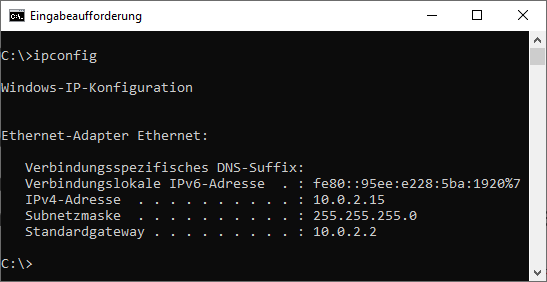 Eingabeaufforderung
C:\>ipconfig
Windows-IP-Konfiguration
Ethernet-Adapter Ethernet:
Verbindungsspezifisches DNS-Suffix:
Verbindungslokale IPv6-Adresse  . : fe80::95ee:e228:5ba:1920%7
IPv4-Adresse  . . . . . . . . . . : 10.0.2.15
Subnetzmaske  . . . . . . . . . . : 255.255.255.0
Standardgateway . . . . . . . . . : 10.0.2.2
C:\>